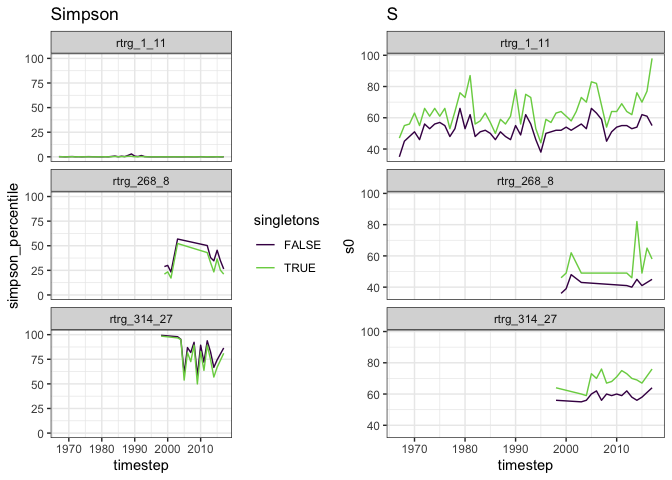 Simpson
rtrg_1_11
100
75
50
25
0
rtrg_268_8
100
75
50
25
0
rtrg_314_27
100
75
50
25
0
1970 1980 1990 2000 2010
timestep
simpson_percentile
singletons
FALSE
TRUE
S
rtrg_1_11
100
80
60
40
rtrg_268_8
100
80
60
40
rtrg_314_27
100
80
60
40
1970 1980 1990 2000 2010
timestep
s0